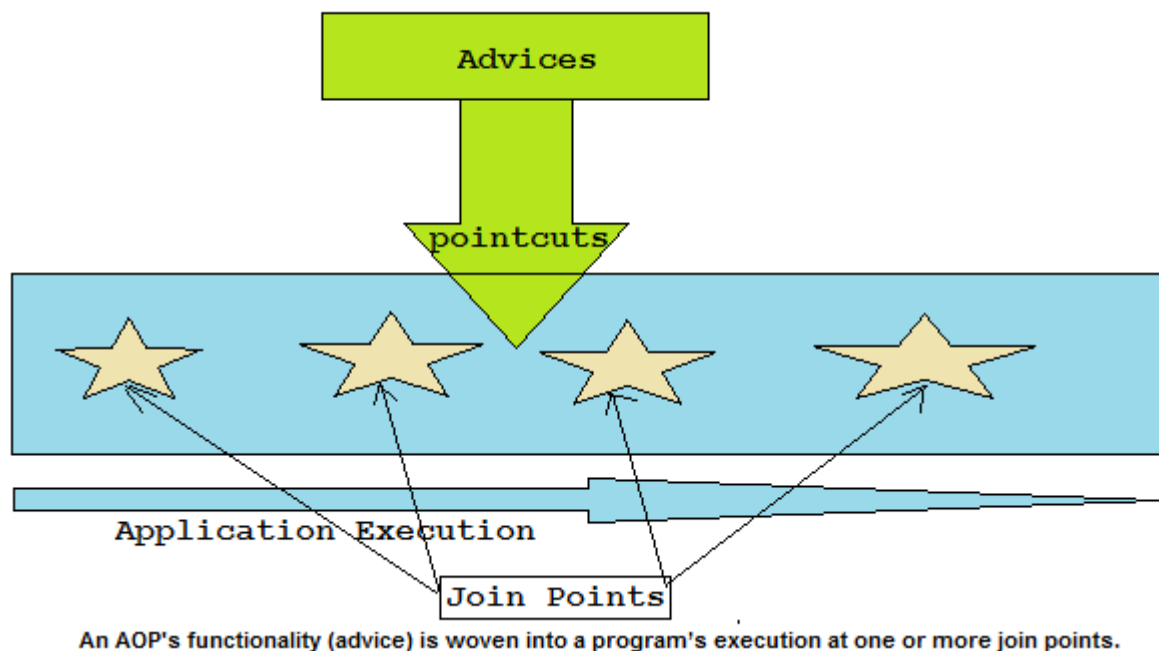 Advices
pointcuts
Application Execution
Join Points
An AOP's functionality (advice) is woven into a program's execution at one or more join points.